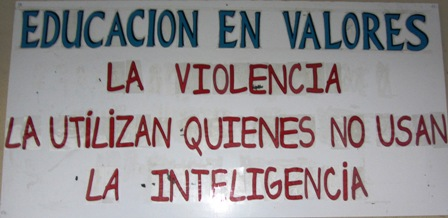 EDUCACION EN VALORES
LA VIOLENCIA
LA UTILIZAN QUIENES NO USAN
LA INTELIGENCIA